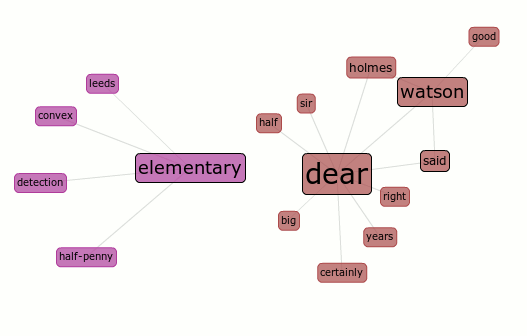 good
holmes
leeds
watson
sir
convex
half
said
elementary
dear
detection
right
big
years
half-penny
certainly